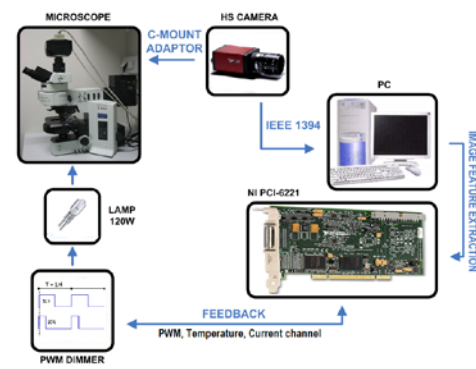 MICROSCOPE
HS CAMERA
C-MOUNT
ADAPTOR
PC
IEEE 1394
IMAGE FEATURE EXTRACTION
NI PCI-6221
LAMP
120W
FEEDBACK
PWM, Temperature, Current channel
PWM DIMMER